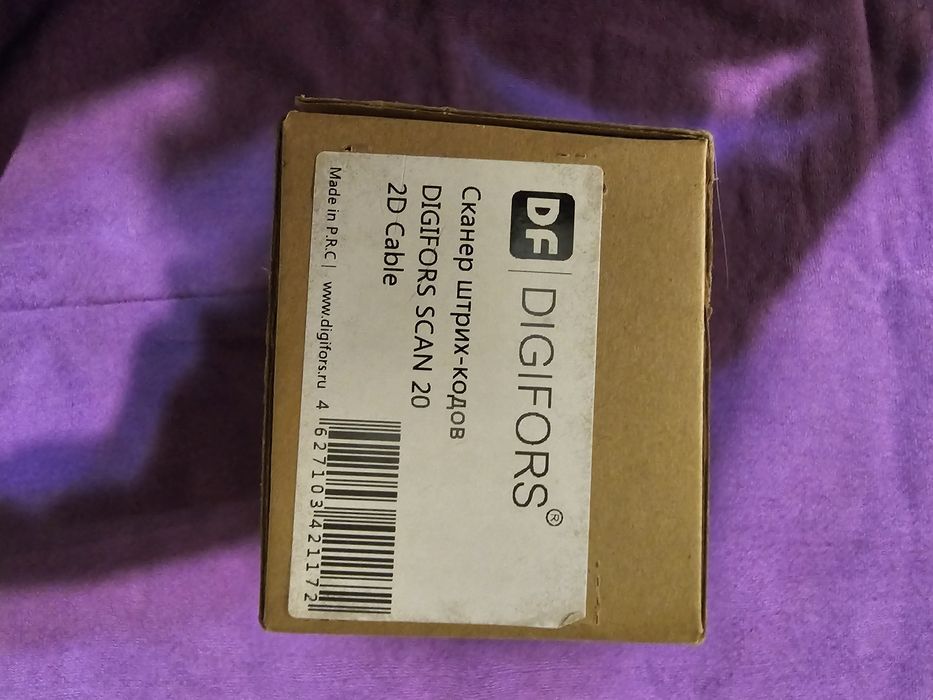 DF | DIGIFORS®
Сканер штрих-кодов
DIGIFORS SCAN 20
2D Cable
Made in P.R.C | www.digifors.ru
4 627103 421172